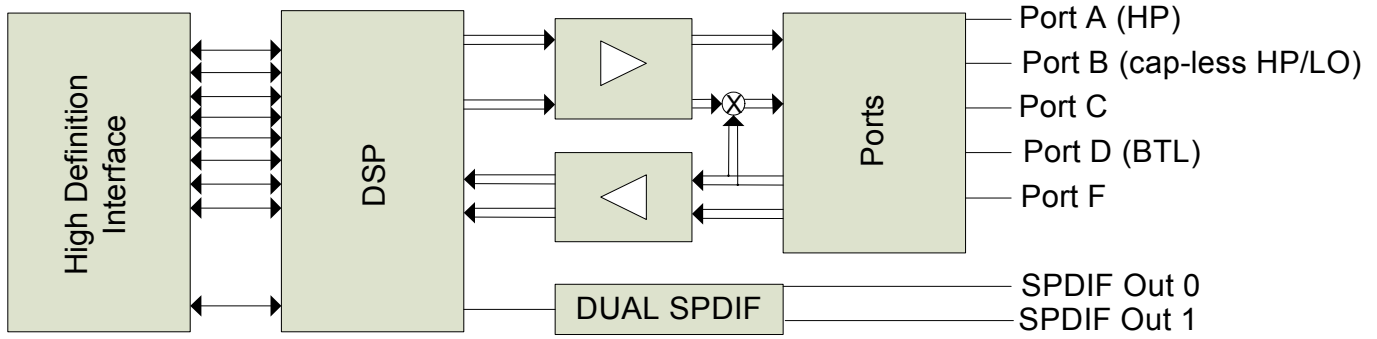 High Definition
Interface
DSP
Ports
Port A (HP)
Port B (cap-less HP/LO)
Port C
Port D (BTL)
Port F
DUAL SPDIF
SPDIF Out 0
SPDIF Out 1